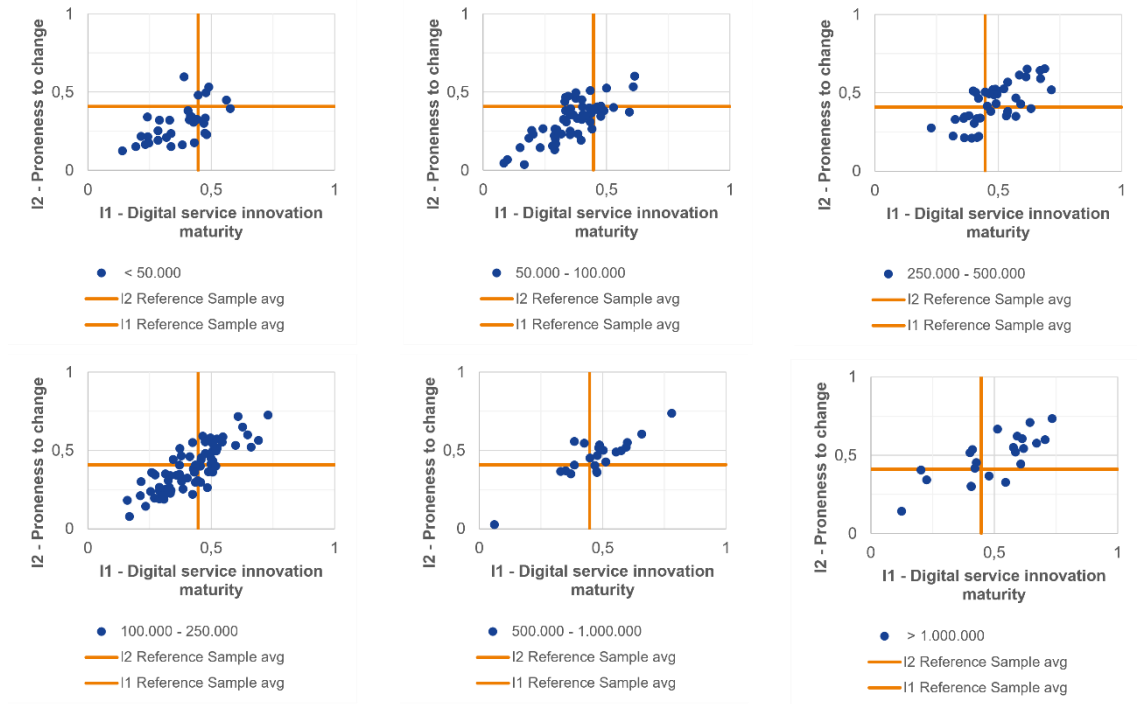 1
0,5
0
0
0,5
1
I2 - Proneness to change
I1 - Digital service innovation
maturity
< 50.000
I2 Reference Sample avg
I1 Reference Sample avg
1
0,5
0
0
0,5
1
I2 - Proneness to change
I1 - Digital service innovation
maturity
50.000 - 100.000
I2 Reference Sample avg
I1 Reference Sample avg
1
0,5
0
0
0,5
1
I2 - Proneness to change
I1 - Digital service innovation
maturity
250.000 - 500.000
I2 Reference Sample avg
I1 Reference Sample avg
1
0,5
0
0
0,5
1
I2 - Proneness to change
I1 - Digital service innovation
maturity
100.000 - 250.000
I2 Reference Sample avg
I1 Reference Sample avg
1
0,5
0
0
0,5
1
I2 - Proneness to change
I1 - Digital service innovation
maturity
500.000 - 1.000.000
I2 Reference Sample avg
I1 Reference Sample avg
1
0,5
0
0
0,5
1
I2 - Proneness to change
I1 - Digital service innovation
maturity
> 1.000.000
I2 Reference Sample avg
I1 Reference Sample avg